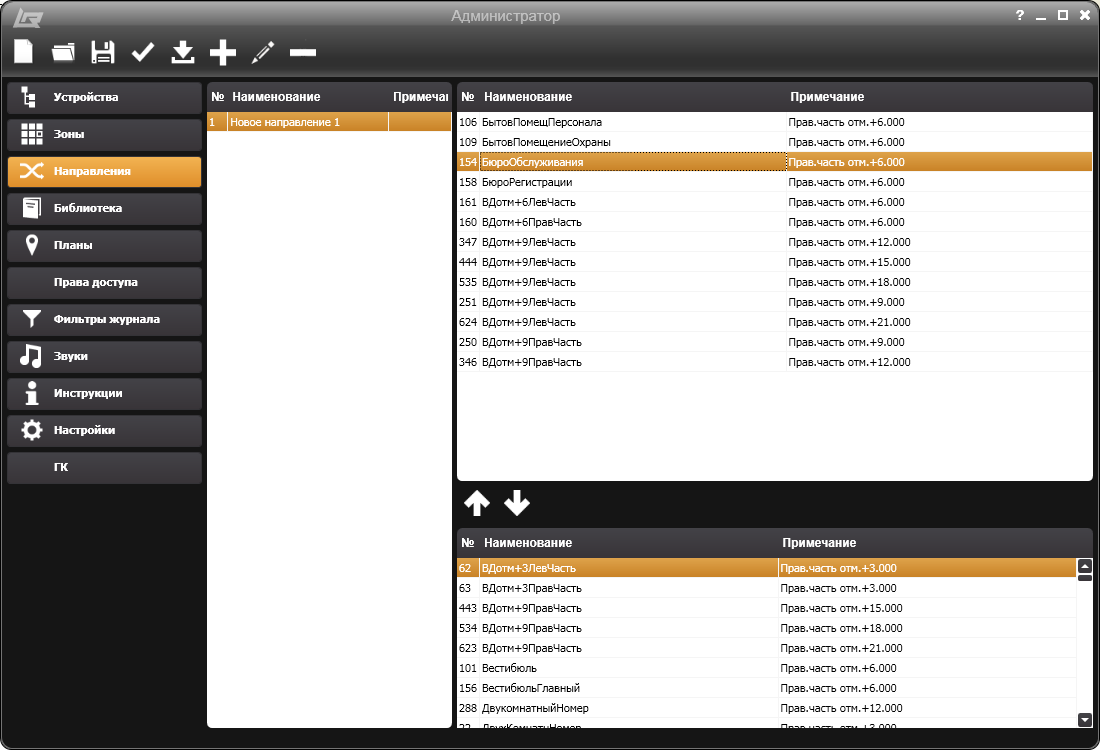 Администратор
?
Устройства
Зоны
Направления
Библиотека
Планы
Права доступа
Фильтры журнала
Звуки
Инструкции
Настройки
ГК
№ Наименование Примечан
1 Новое направление 1
№ Наименование Примечание
106 БытовПомещПерсонала Прав.часть отм.+6.000
109 БытовПомещениеОхраны Прав.часть отм.+6.000
154 БюроОбслуживания Прав.часть отм.+6.000
158 БюроРегистрации Прав.часть отм.+6.000
161 ВДотм+6ЛевЧасть Прав.часть отм.+6.000
160 ВДотм+6ПравЧасть Прав.часть отм.+6.000
347 ВДотм+9ЛевЧасть Прав.часть отм.+12.000
444 ВДотм+9ЛевЧасть Прав.часть отм.+15.000
535 ВДотм+9ЛевЧасть Прав.часть отм.+18.000
251 ВДотм+9ЛевЧасть Прав.часть отм.+9.000
624 ВДотм+9ЛевЧасть Прав.часть отм.+21.000
250 ВДотм+9ПравЧасть Прав.часть отм.+9.000
346 ВДотм+9ПравЧасть Прав.часть отм.+12.000
№ Наименование Примечание
62 ВДотм+3ЛевЧасть Прав.часть отм.+3.000
63 ВДотм+3ПравЧасть Прав.часть отм.+3.000
443 ВДотм+9ПравЧасть Прав.часть отм.+15.000
534 ВДотм+9ПравЧасть Прав.часть отм.+18.000
623 ВДотм+9ПравЧасть Прав.часть отм.+21.000
101 Вестибюль Прав.часть отм.+6.000
156 ВестибюльГлавный Прав.часть отм.+6.000
288 ДвукомнатныйНомер Прав.часть отм.+12.000
22 ДвухКомнатнНомер Прав.часть отм.+3.000